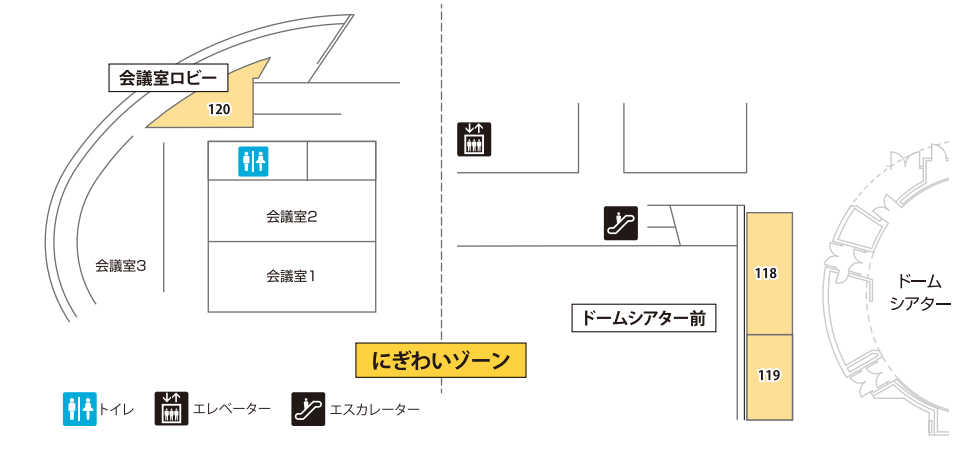 会議室ロビー
120
会議室2
会議室3
会議室1
118
ドーム
シアター
ドームシアター前
にぎわいゾーン
119
トイレ
エレベーター
エスカレーター